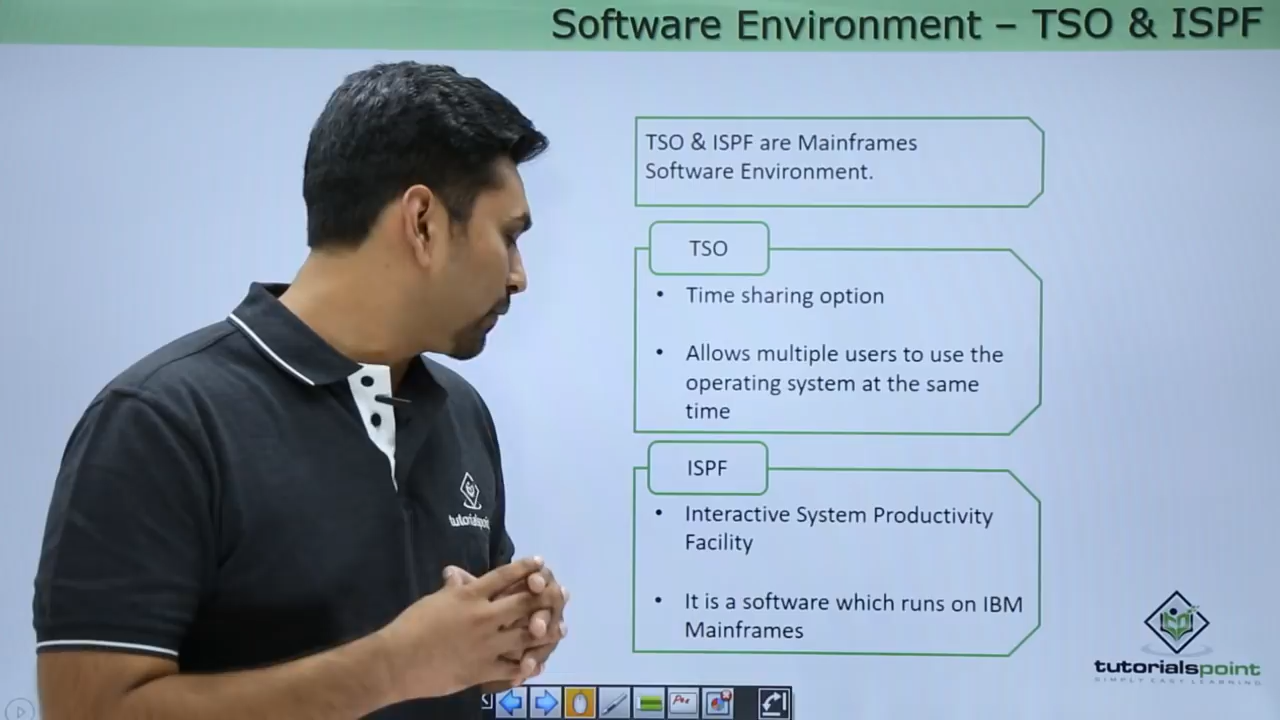 Software Environment – TSO & ISPF
TSO & ISPF are Mainframes
Software Environment.
TSO
• Time sharing option
• Allows multiple users to use the
operating system at the same
time
ISPF
• Interactive System Productivity
Facility
• It is a software which runs on IBM
Mainframes
tutorialspoint
tutorialspoint
SIMPLY EASY LEARNING